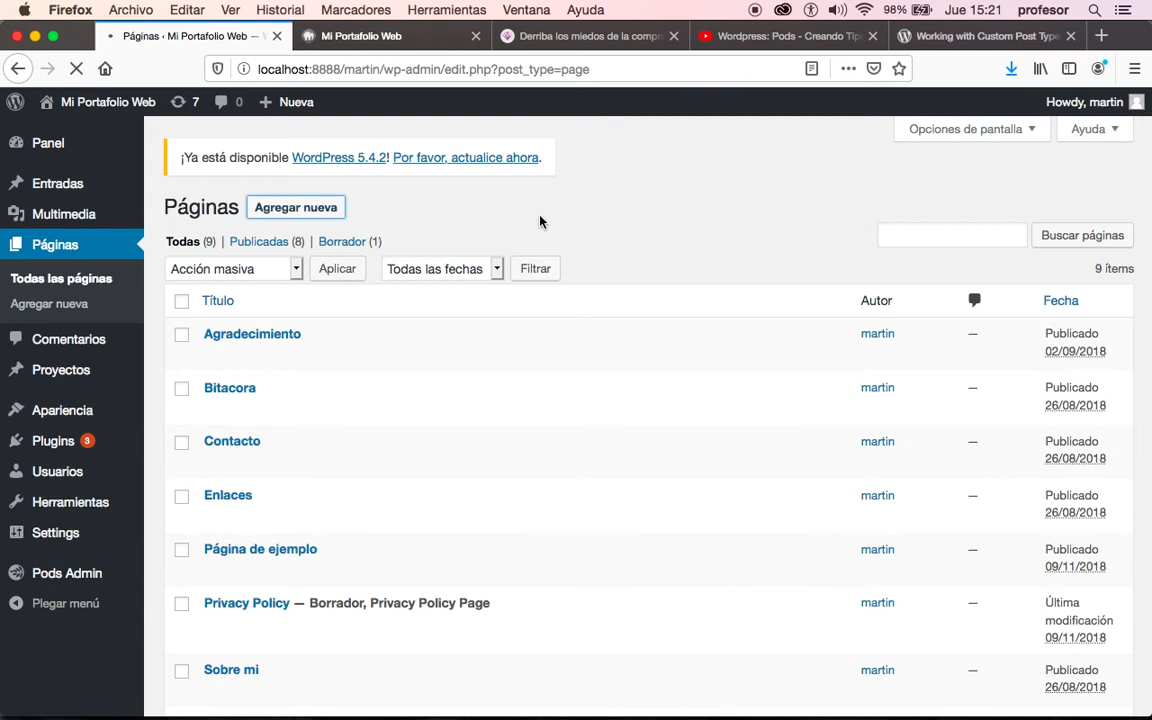 Firefox Archivo Editar Ver Historial Marcadores Herramientas Ventana Ayuda 98% Jue 15:21 profesor
Páginas ‹ Mi Portafolio Web — Mi Portafolio Web Derriba los miedos de la compr Wordpress: Pods - Creando Tip Working with Custom Post Type
localhost:8888/martin/wp-admin/edit.php?post_type=page
Mi Portafolio Web 7 0 Nueva Howdy, martin
Opciones de pantalla Ayuda
¡Ya está disponible WordPress 5.4.2! Por favor, actualice ahora.
Páginas Agregar nueva
Todas (9) | Publicadas (8) | Borrador (1)
Buscar páginas
Acción masiva Aplicar Todas las fechas Filtrar 9 ítems
Título Autor Fecha
Agradecimiento martin — Publicado
02/09/2018
Bitacora martin — Publicado
26/08/2018
Contacto martin — Publicado
26/08/2018
Enlaces martin — Publicado
26/08/2018
Página de ejemplo martin — Publicado
09/11/2018
Privacy Policy — Borrador, Privacy Policy Page martin — Última
modificación
09/11/2018
Sobre mi martin — Publicado
26/08/2018
Panel
Entradas
Multimedia
Páginas
Todas las páginas
Agregar nueva
Comentarios
Proyectos
Apariencia
Plugins 3
Usuarios
Herramientas
Settings
Pods Admin
Plegar menú